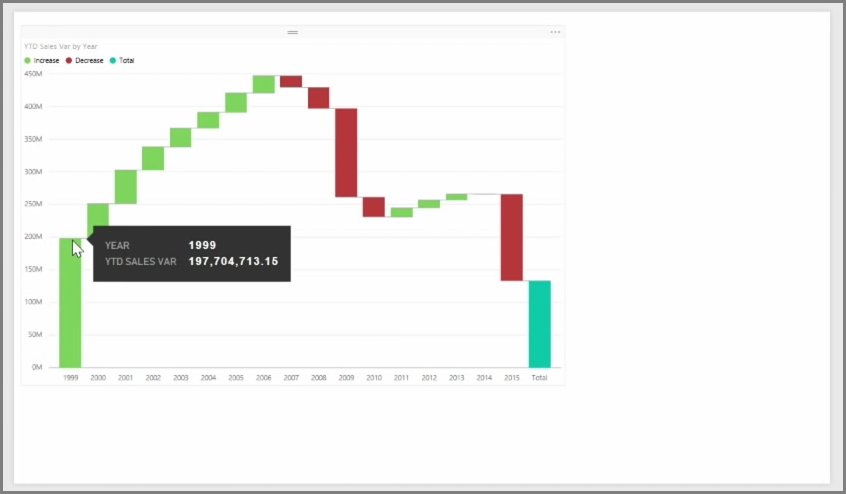 YTD Sales Var by Year
Increase Decrease Total
450M
400M
350M
300M
250M
200M
150M
100M
50M
0M
YEAR 1999
YTD SALES VAR 197,704,713.15
1999 2000 2001 2002 2003 2004 2005 2006 2007 2008 2009 2010 2011 2012 2013 2014 2015 Total